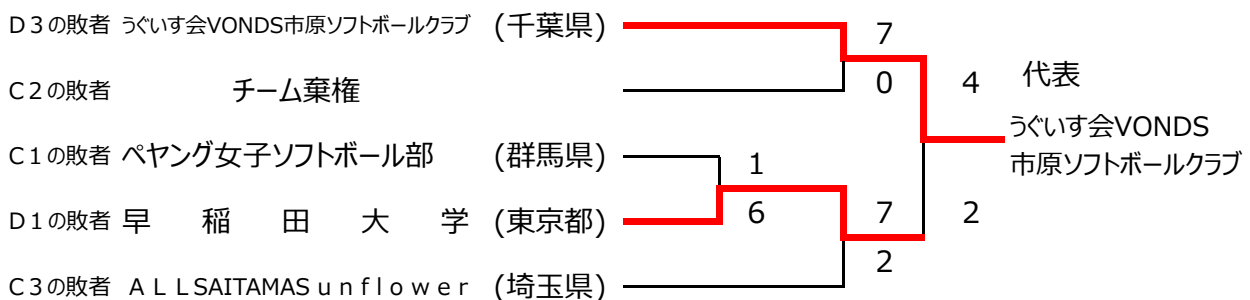 D3の敗者 うぐいす会VONDS市原ソフトボールクラブ (千葉県)
7
C2の敗者 チーム棄権
0
4
代表
うぐいす会VONDS
市原ソフトボールクラブ
C1の敗者 ペヤング女子ソフトボール部 (群馬県)
1
D1の敗者 早稲田大学 (東京都)
6
7
2
C3の敗者 ALLSAITAMASunflower (埼玉県)
2